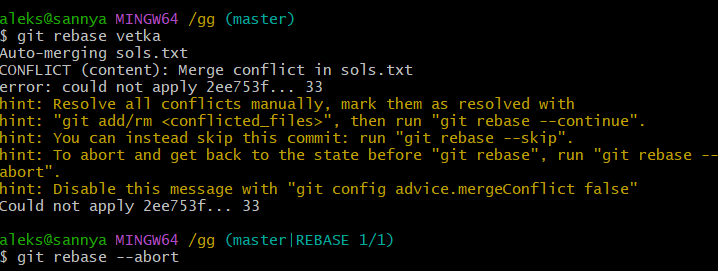 aleks@sannya MINGW64 /gg (master)
$ git rebase vetka
Auto-merging sols.txt
CONFLICT (content): Merge conflict in sols.txt
error: could not apply 2ee753f... 33
hint: Resolve all conflicts manually, mark them as resolved with
hint: "git add/rm <conflicted_files>", then run "git rebase --continue".
hint: You can instead skip this commit: run "git rebase --skip".
hint: To abort and get back to the state before "git rebase", run "git rebase --
abort".
hint: Disable this message with "git config advice.mergeConflict false"
Could not apply 2ee753f... 33
aleks@sannya MINGW64 /gg (master|REBASE 1/1)
$ git rebase --abort